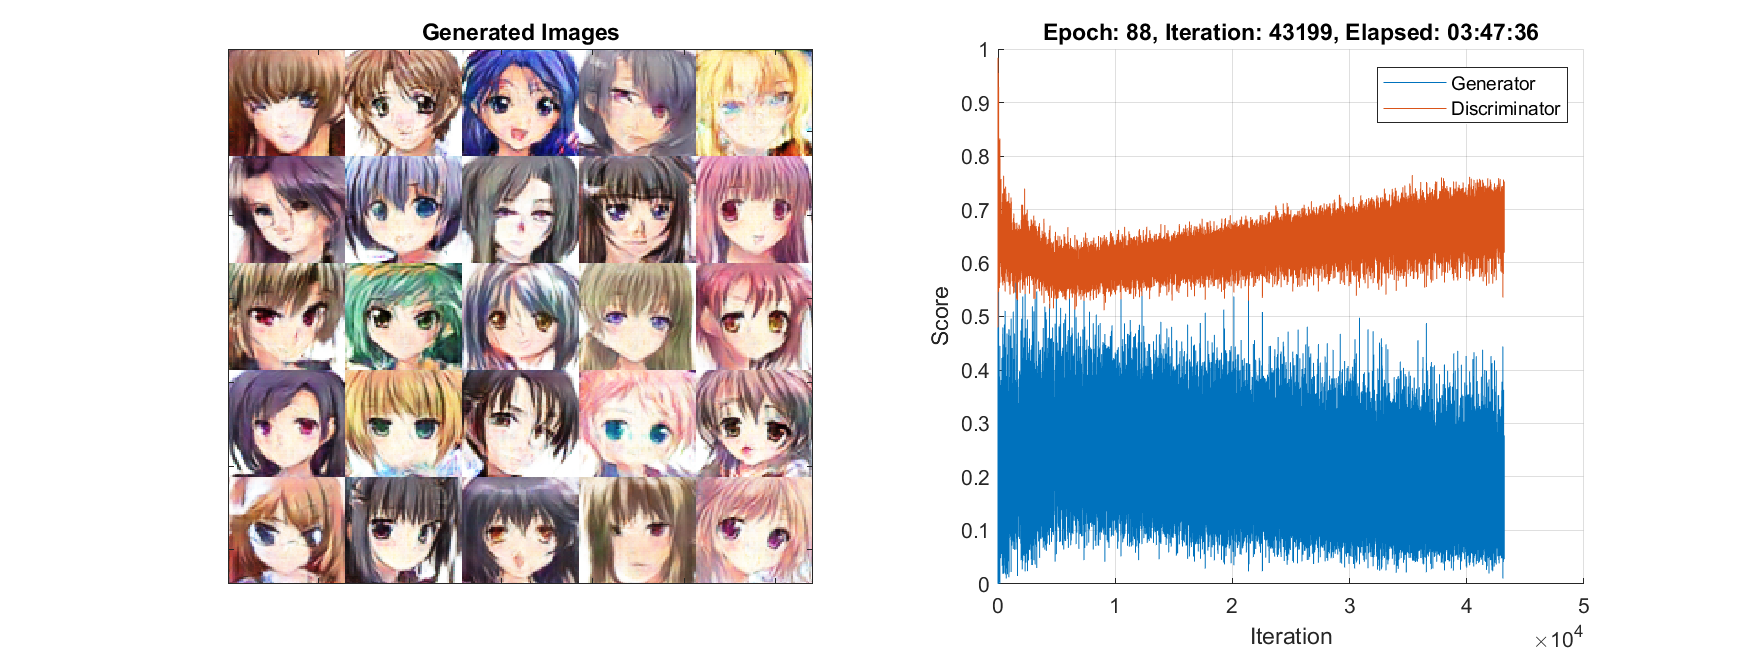 Generated Images
Epoch: 88, Iteration: 43199, Elapsed: 03:47:36
Generator
Discriminator
1
0.9
0.8
0.7
0.6
0.5
0.4
0.3
0.2
0.1
0
Score
0 1 2 3 4 5
Iteration
×10⁴